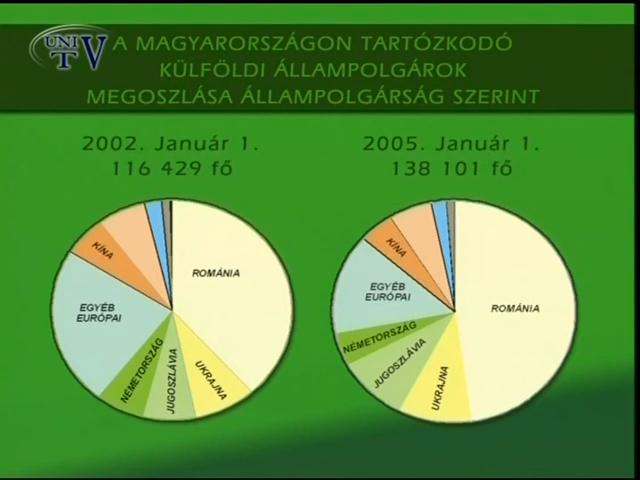 UNI
TV
A MAGYARORSZÁGON TARTÓZKODÓ
KÜLFÖLDI ÁLLAMPOLGÁROK
MEGOSZLÁSA ÁLLAMPOLGÁRSÁG SZERINT
2002. Január 1.
116 429 fő
KÍNA
ROMÁNIA
EGYÉB
EURÓPAI
NÉMETORSZÁG
JUGOSZLÁVIA
UKRAJNA
2005. Január 1.
138 101 fő
KÍNA
EGYÉB
EURÓPAI
ROMÁNIA
NÉMETORSZÁG
JUGOSZLÁVIA
UKRAJNA